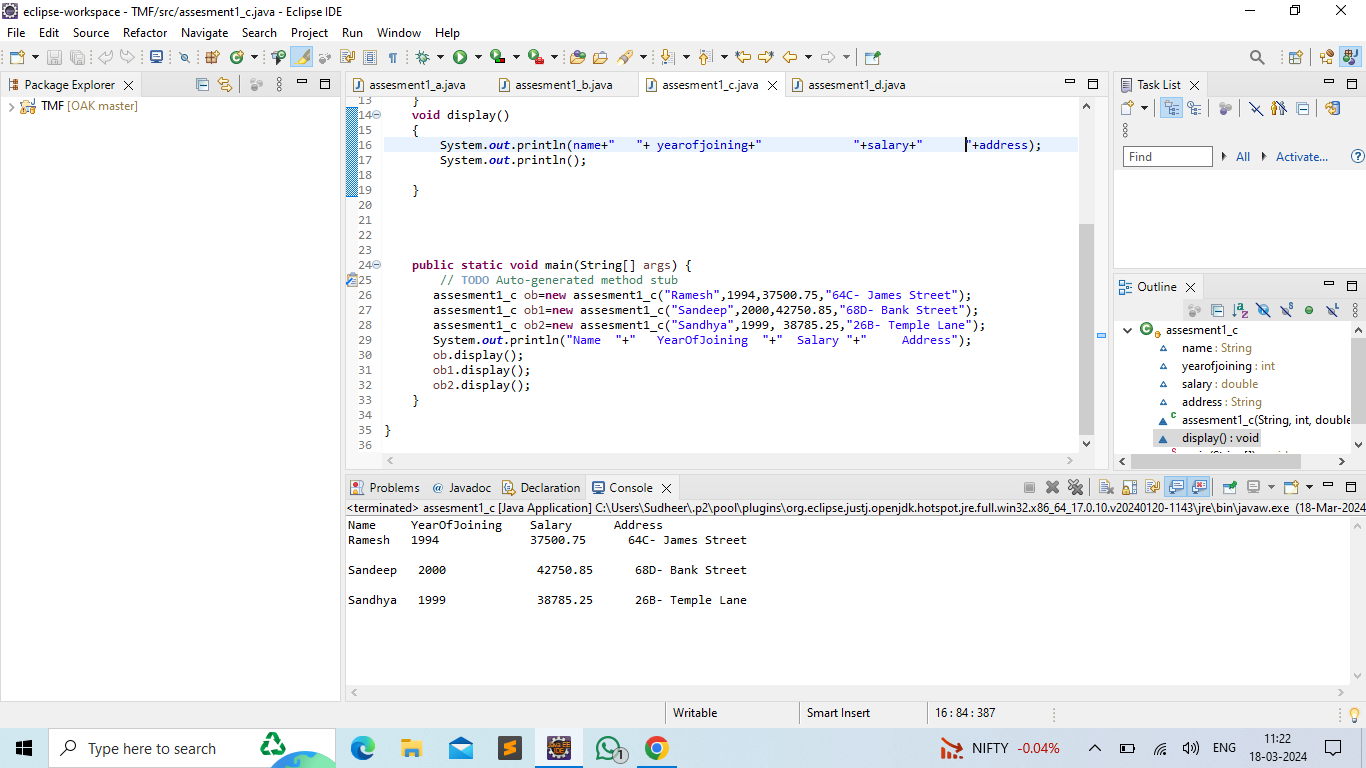 eclipse-workspace - TMF/src/assesment1_c.java - Eclipse IDE
File Edit Source Refactor Navigate Search Project Run Window Help
Package Explorer
TMF [OAK master]
assesment1_a.java assesment1_b.java assesment1_c.java assesment1_d.java
13 }
14 void display()
15 {
16 System.out.println(name+"   "+ yearofjoining+"             "+salary+"      "+address);
17 System.out.println();
18
19 }
20
21
22
23
24 public static void main(String[] args) {
25 // TODO Auto-generated method stub
26 assesment1_c ob=new assesment1_c("Ramesh",1994,37500.75,"64C- James Street");
27 assesment1_c ob1=new assesment1_c("Sandeep",2000,42750.85,"68D- Bank Street");
28 assesment1_c ob2=new assesment1_c("Sandhya",1999, 38785.25,"26B- Temple Lane");
29 System.out.println("Name  "+"   YearOfJoining  "+"  Salary "+"     Address");
30 ob.display();
31 ob1.display();
32 ob2.display();
33 }
34
35 }
36
Task List
Find All Activate...
Outline
assesment1_c
name : String
yearofjoining : int
salary : double
address : String
assesment1_c(String, int, double
display() : void
Problems Javadoc Declaration Console
<terminated> assesment1_c [Java Application] C:\Users\Sudheer\.p2\pool\plugins\org.eclipse.justj.openjdk.hotspot.jre.full.win32.x86_64_17.0.10.v20240120-1143\jre\bin\javaw.exe (18-Mar-2024
Name YearOfJoining Salary Address
Ramesh 1994 37500.75 64C- James Street
Sandeep 2000 42750.85 68D- Bank Street
Sandhya 1999 38785.25 26B- Temple Lane
Writable Smart Insert 16 : 84 : 387
Type here to search
1
NIFTY -0.04%
ENG
11:22
18-03-2024